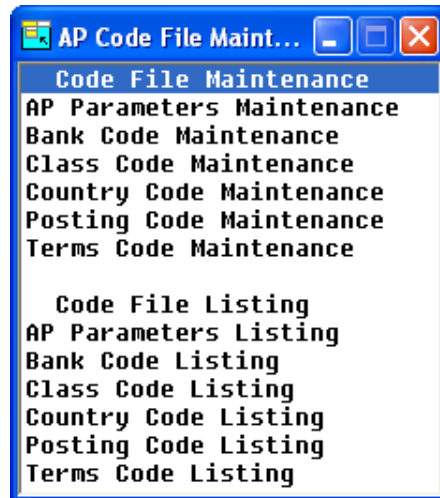 AP Code File Maint...
Code File Maintenance
AP Parameters Maintenance
Bank Code Maintenance
Class Code Maintenance
Country Code Maintenance
Posting Code Maintenance
Terms Code Maintenance
Code File Listing
AP Parameters Listing
Bank Code Listing
Class Code Listing
Country Code Listing
Posting Code Listing
Terms Code Listing